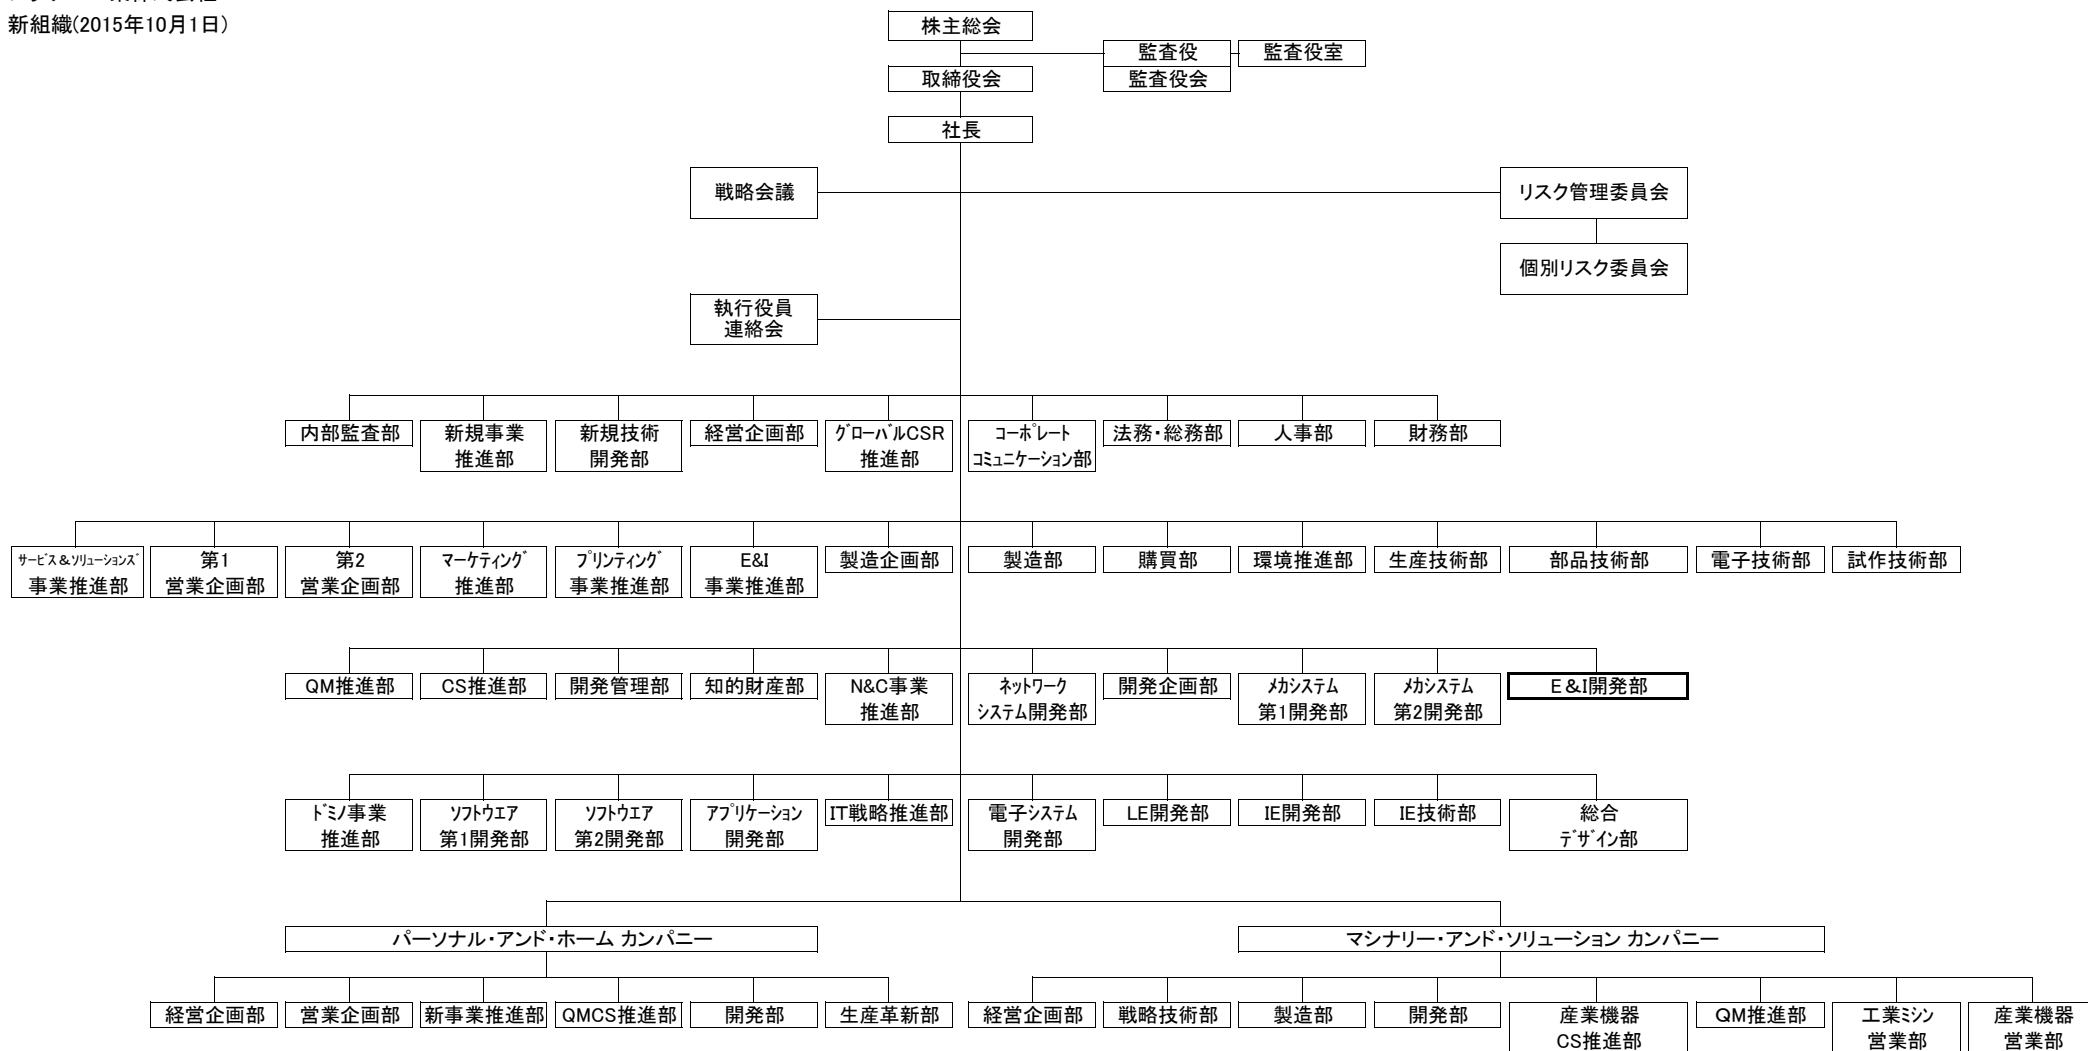 新組織(2015年10月1日)
株主総会
監査役
監査役室
取締役会
監査役会
社長
戦略会議
リスク管理委員会
個別リスク委員会
執行役員
連絡会
内部監査部
新規事業
推進部
新規技術
開発部
経営企画部
グローバルCSR
推進部
コーポレート
コミュニケーション部
法務・総務部
人事部
財務部
サービス&ソリューションズ
事業推進部
第1
営業企画部
第2
営業企画部
マーケティング
推進部
プリンティング
事業推進部
E&I
事業推進部
製造企画部
製造部
購買部
環境推進部
生産技術部
部品技術部
電子技術部
試作技術部
QM推進部
CS推進部
開発管理部
知的財産部
N&C事業
推進部
ネットワーク
システム開発部
開発企画部
メカシステム
第1開発部
メカシステム
第2開発部
E&I開発部
ドミノ事業
推進部
ソフトウエア
第1開発部
ソフトウエア
第2開発部
アプリケーション
開発部
IT戦略推進部
電子システム
開発部
LE開発部
IE開発部
IE技術部
総合
デザイン部
パーソナル・アンド・ホーム カンパニー
マシナリー・アンド・ソリューション カンパニー
経営企画部
営業企画部
新事業推進部
QMCS推進部
開発部
生産革新部
経営企画部
戦略技術部
製造部
開発部
産業機器
CS推進部
QM推進部
工業ミシン
営業部
産業機器
営業部